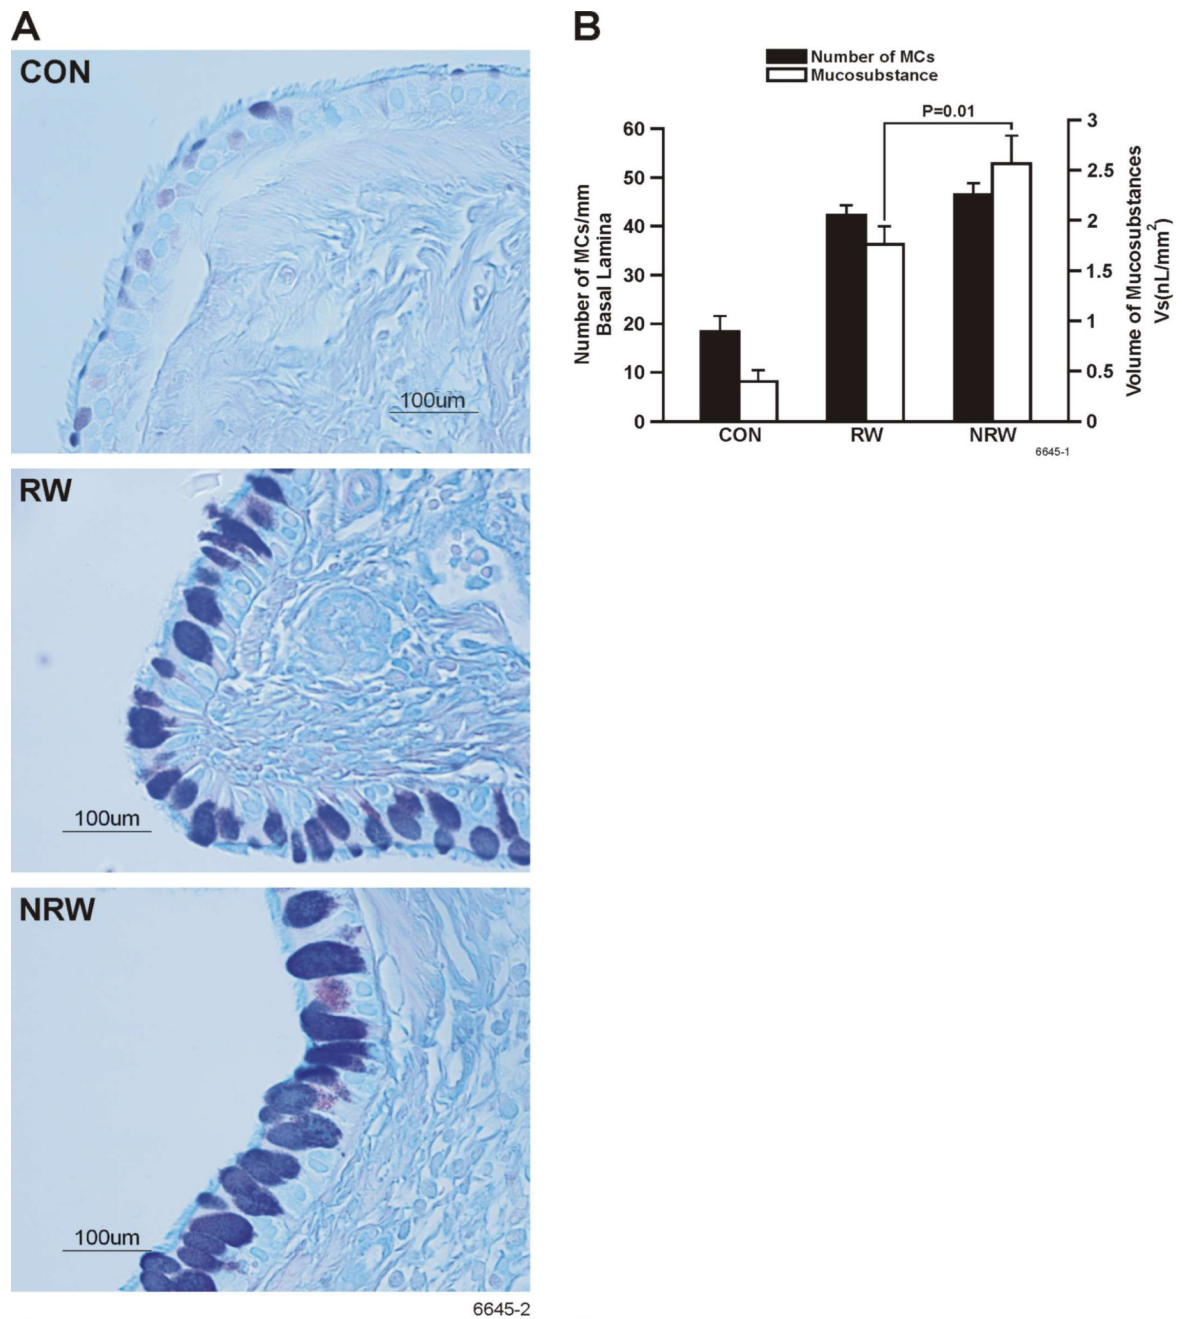 A
CON
100um
RW
100um
NRW
100um
6645-2
B
Number of MCs
Mucosubstance
P=0.01
60
50
40
30
20
10
0
Number of MCs/mm
Basal Lamina
3
2.5
2
1.5
1
0.5
0
Volume of Mucosubstances
Vs(nL/mm²)
CON RW NRW
6645-1